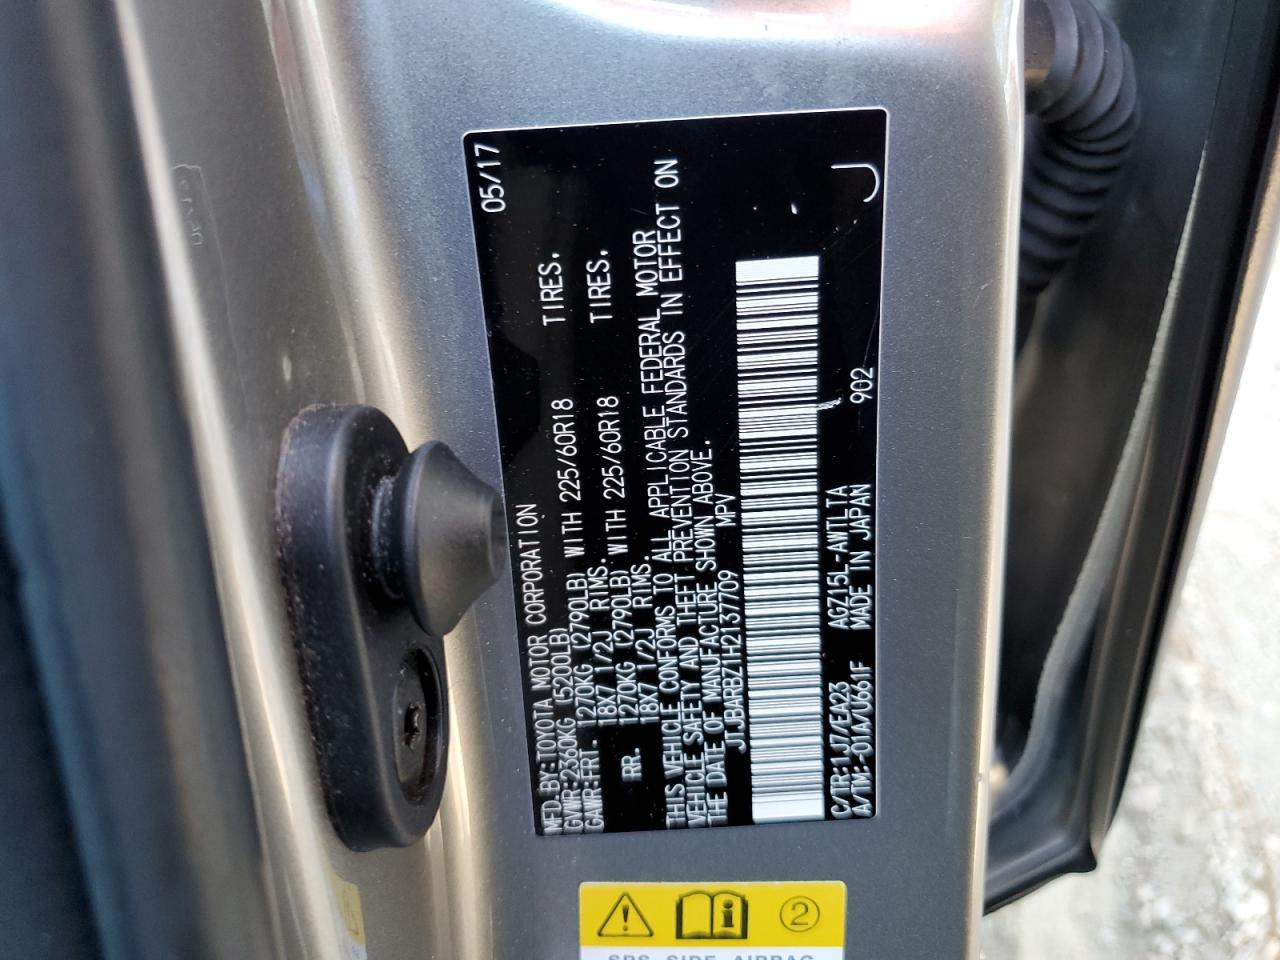 MFD.BY:TOYOTA MOTOR CORPORATION 05/17
GVWR:2360KG (5200LB)
GAWR:FRT. 1270KG (2790LB) WITH 225/60R18 TIRES.
18X7 1/2J RIMS.
RR. 1270KG (2790LB) WITH 225/60R18 TIRES.
18X7 1/2J RIMS.
THIS VEHICLE CONFORMS TO ALL APPLICABLE FEDERAL MOTOR
VEHICLE SAFETY AND THEFT PREVENTION STANDARDS IN EFFECT ON
THE DATE OF MANUFACTURE SHOWN ABOVE.
JTJBARBZ1H2137709 MPV
C/TR:1J7/EA23 AGZ15L-AWTLTA 902
A/TM:-01A/U661F MADE IN JAPAN J
2
SRS SIDE AIRBAG